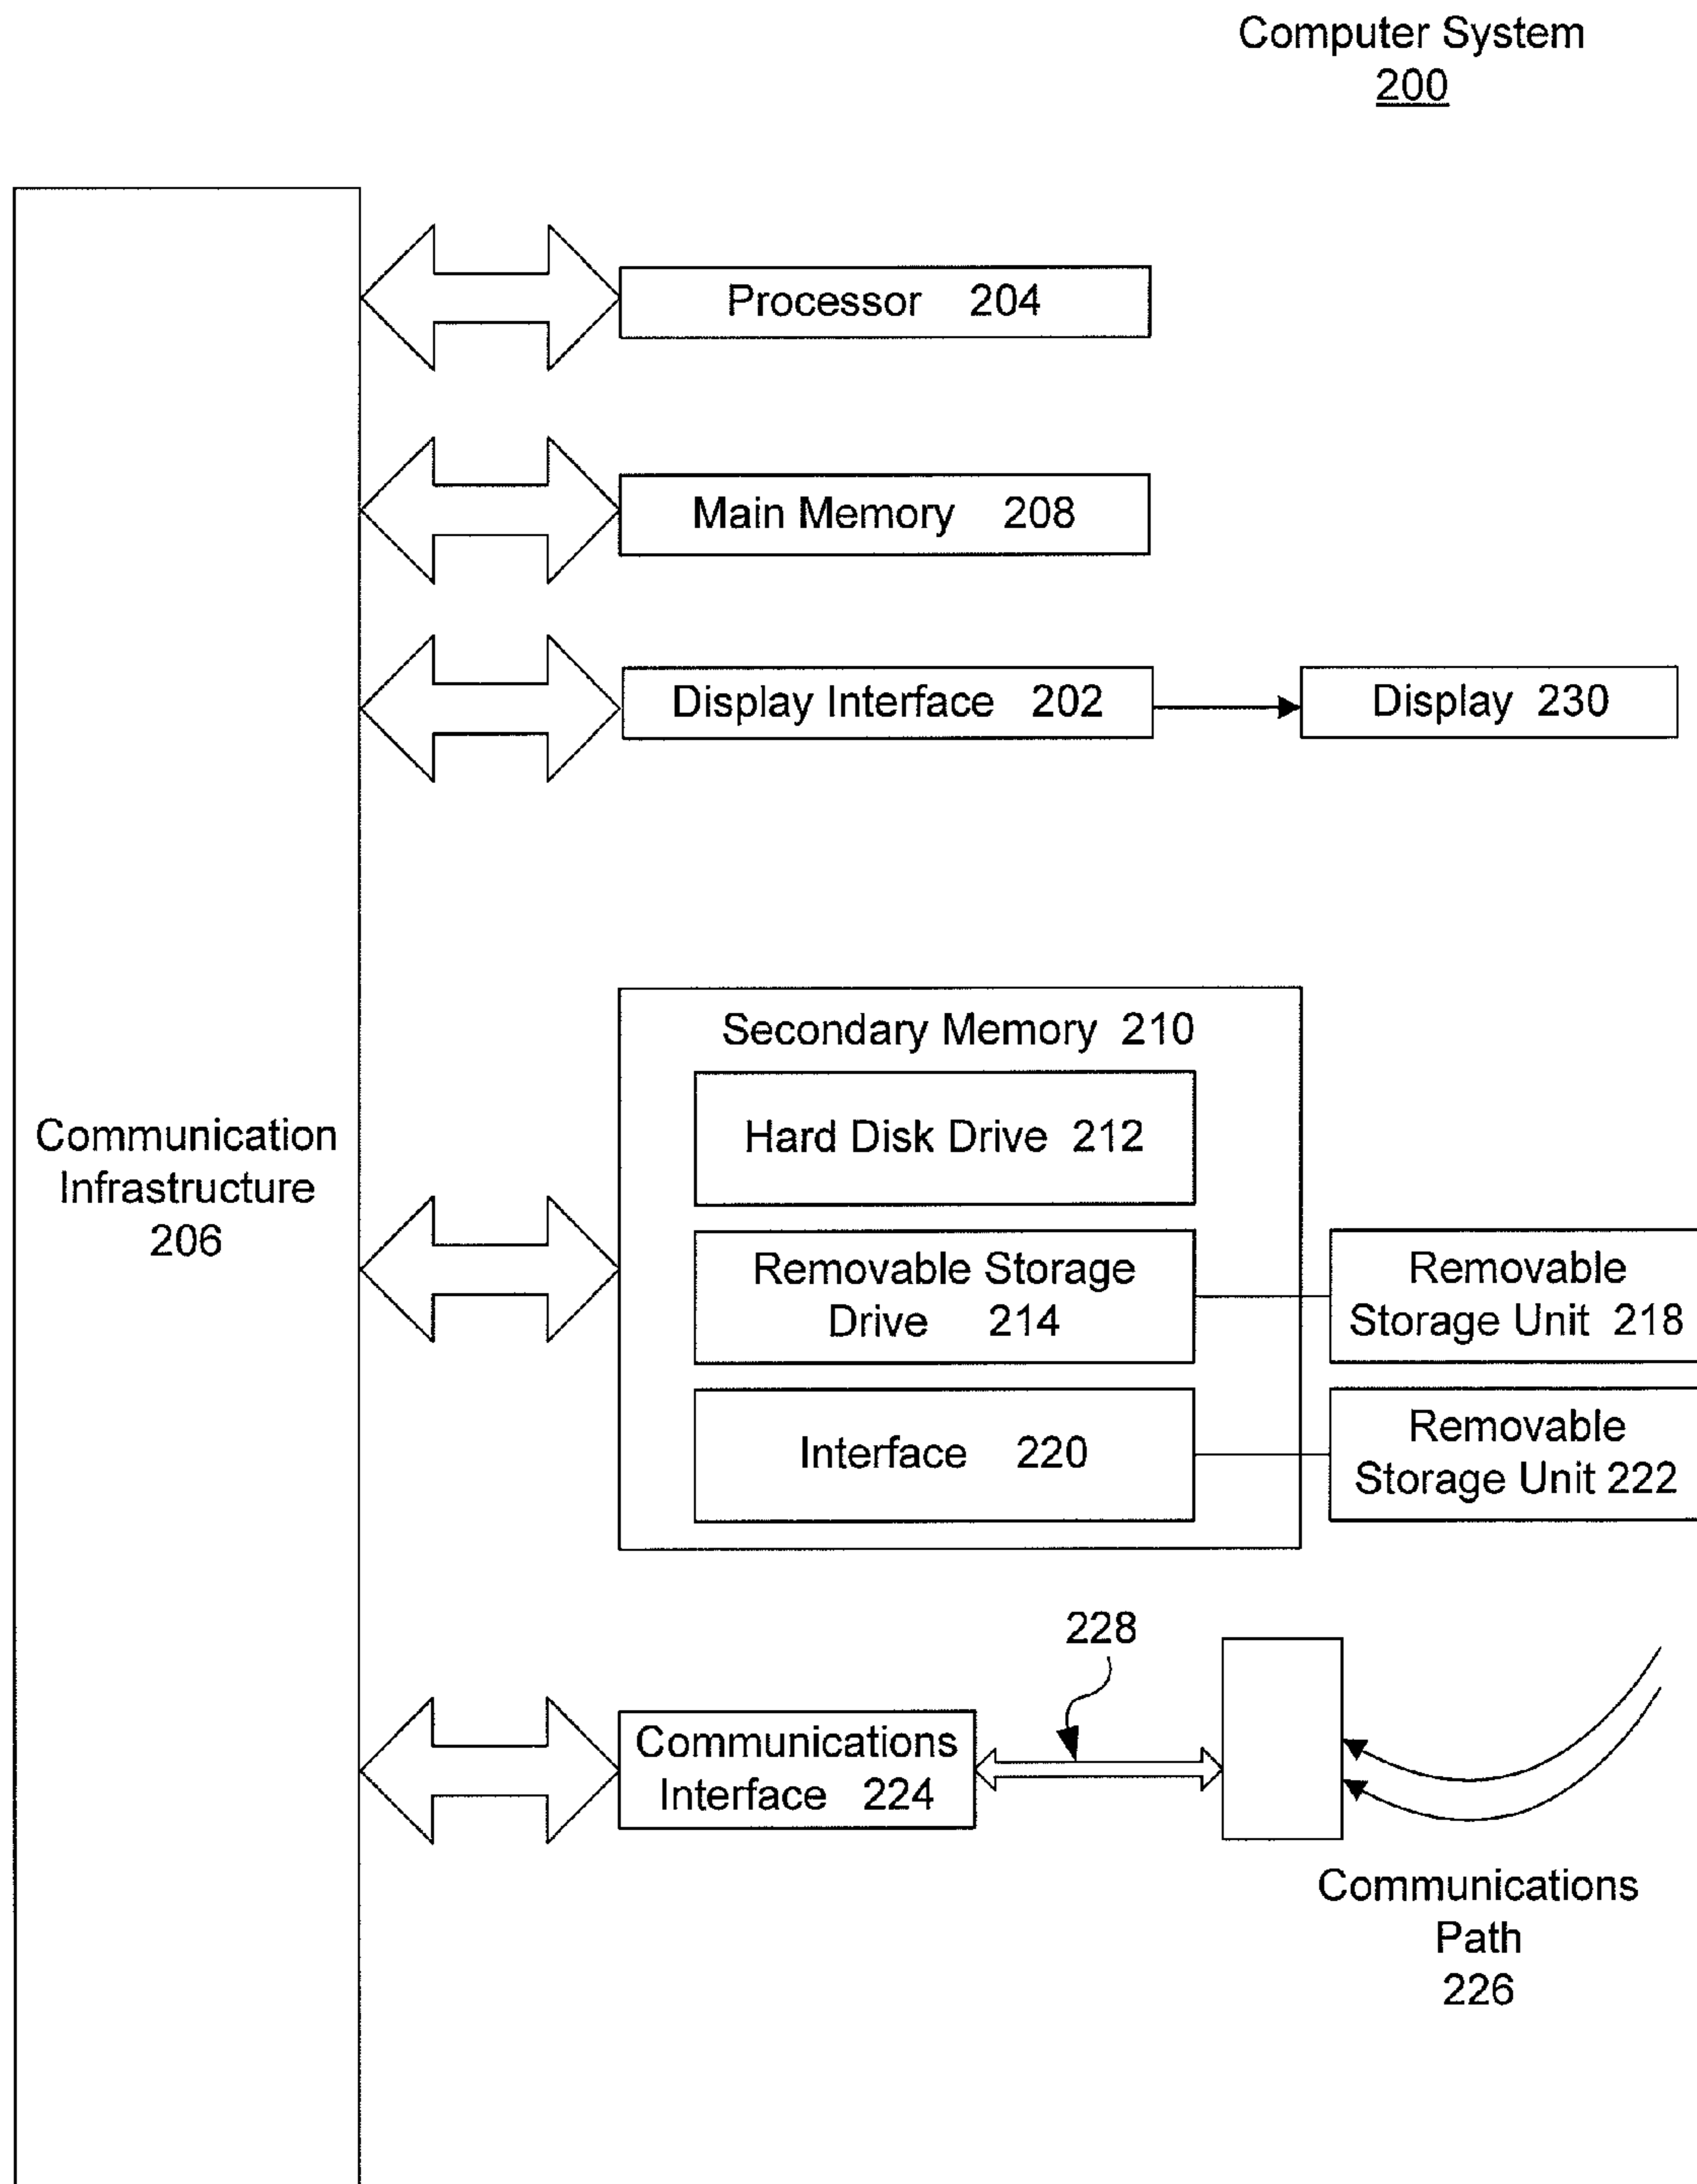 Computer System
200
Processor 204
Main Memory 208
Display Interface 202
Display 230
Secondary Memory 210
Hard Disk Drive 212
Communication
Infrastructure
206
Removable Storage
Drive 214
Removable
Storage Unit 218
Interface 220
Removable
Storage Unit 222
228
Communications
Interface 224
Communications
Path
226